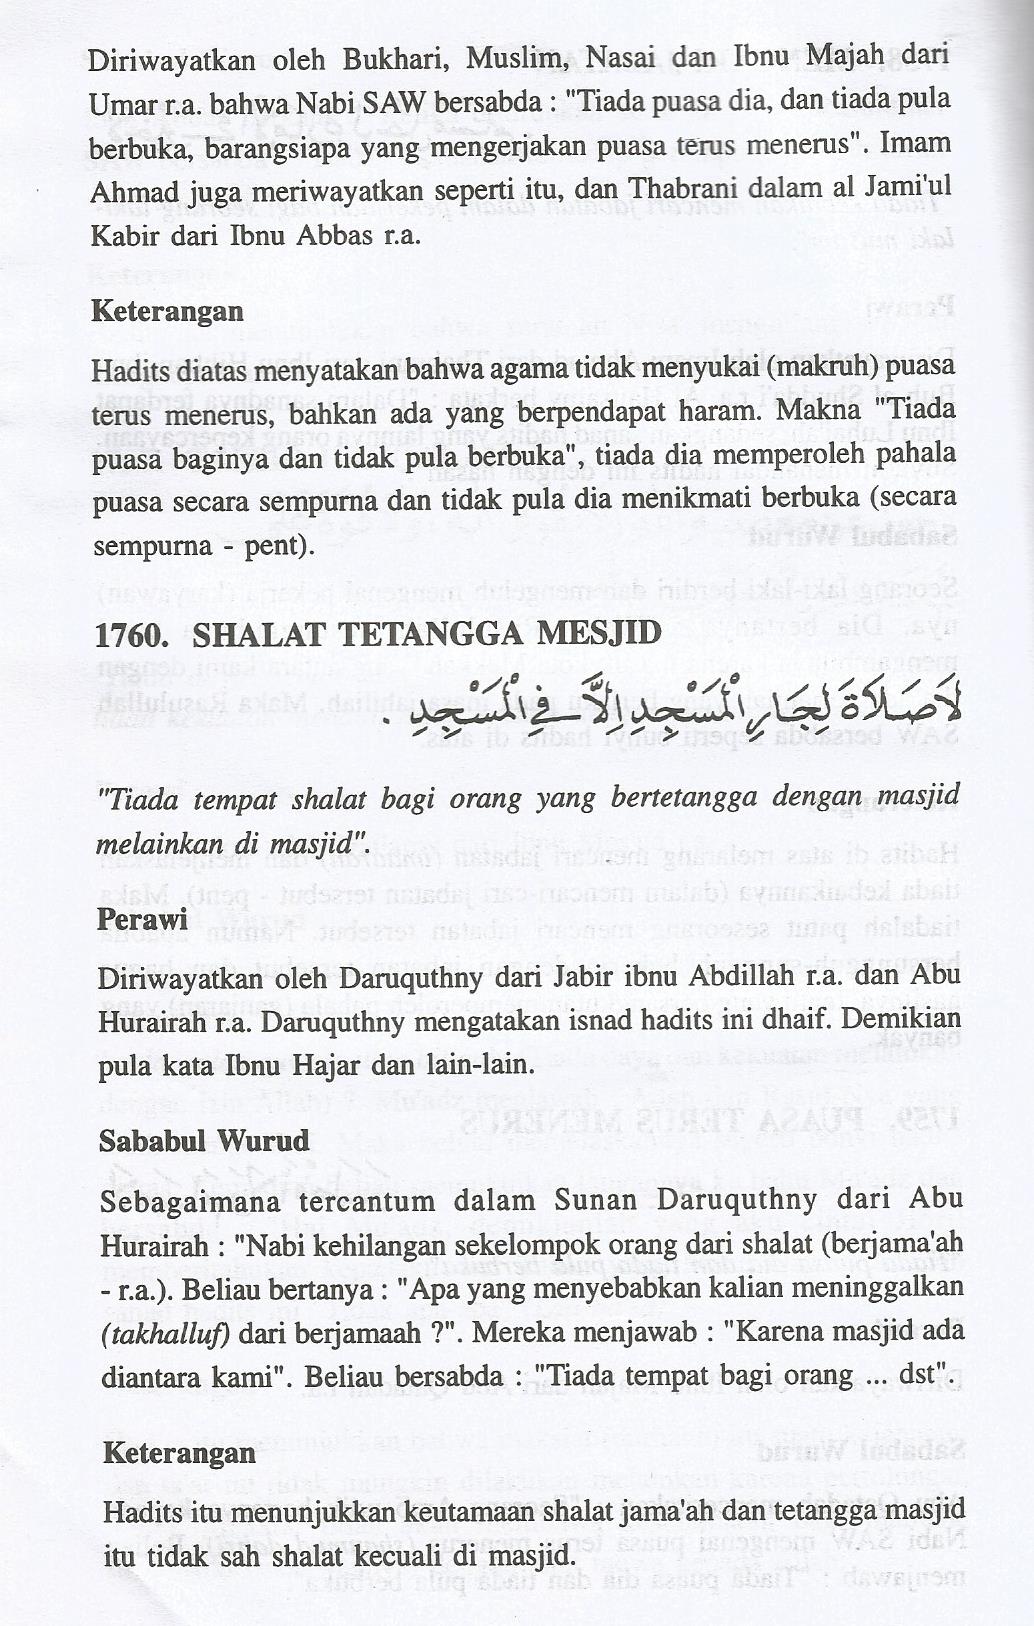 Diriwayatkan oleh Bukhari, Muslim, Nasai dan Ibnu Majah dari
Umar r.a. bahwa Nabi SAW bersabda : "Tiada puasa dia, dan tiada pula
berbuka, barangsiapa yang mengerjakan puasa terus menerus". Imam
Ahmad juga meriwayatkan seperti itu, dan Thabrani dalam al Jami'ul
Kabir dari Ibnu Abbas r.a.
Keterangan
Hadits diatas menyatakan bahwa agama tidak menyukai (makruh) puasa
terus menerus, bahkan ada yang berpendapat haram. Makna "Tiada
puasa baginya dan tidak pula berbuka", tiada dia memperoleh pahala
puasa secara sempurna dan tidak pula dia menikmati berbuka (secara
sempurna - pent).
1760. SHALAT TETANGGA MESJID
لَاصَلَاةَ لِجَارِ الْمَسْجِدِ اِلَّا فِي الْمَسْجِدِ .
"Tiada tempat shalat bagi orang yang bertetangga dengan masjid
melainkan di masjid".
Perawi
Diriwayatkan oleh Daruquthny dari Jabir ibnu Abdillah r.a. dan Abu
Hurairah r.a. Daruquthny mengatakan isnad hadits ini dhaif. Demikian
pula kata Ibnu Hajar dan lain-lain.
Sababul Wurud
Sebagaimana tercantum dalam Sunan Daruquthny dari Abu
Hurairah : "Nabi kehilangan sekelompok orang dari shalat (berjama'ah
- r.a.). Beliau bertanya : "Apa yang menyebabkan kalian meninggalkan
(takhalluf) dari berjamaah ?". Mereka menjawab : "Karena masjid ada
diantara kami". Beliau bersabda : "Tiada tempat bagi orang ... dst".
Keterangan
Hadits itu menunjukkan keutamaan shalat jama'ah dan tetangga masjid
itu tidak sah shalat kecuali di masjid.